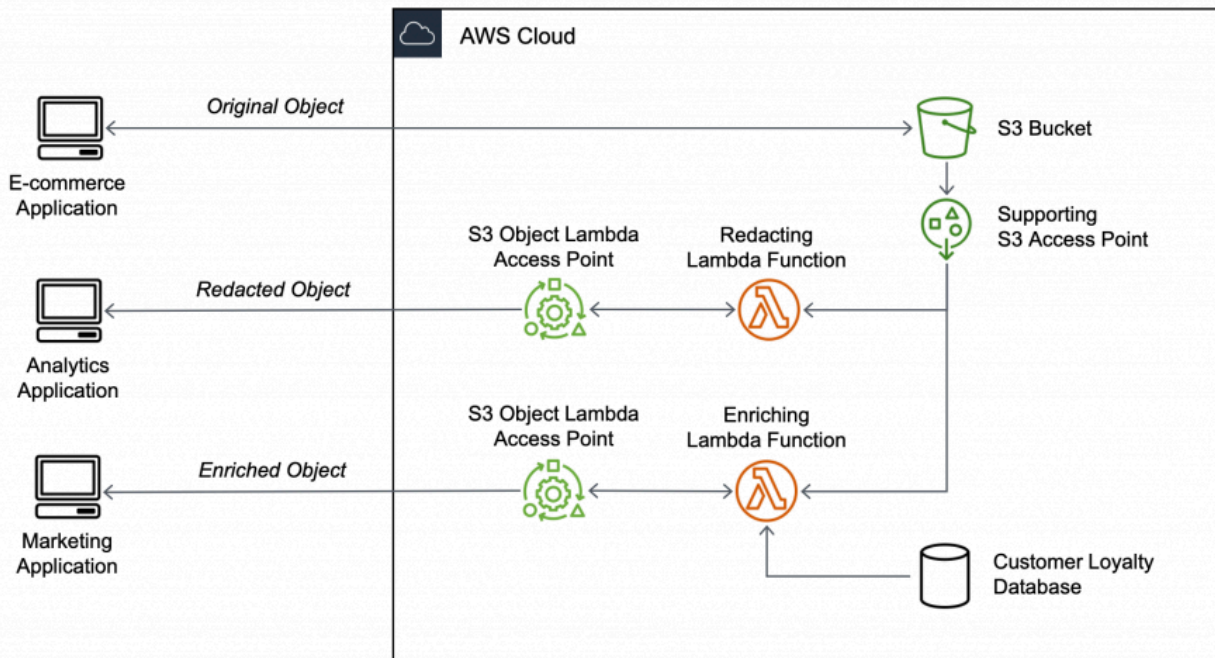 AWS Cloud
Original Object
S3 Bucket
E-commerce
Application
Supporting
S3 Access Point
S3 Object Lambda
Access Point
Redacting
Lambda Function
Redacted Object
Analytics
Application
S3 Object Lambda
Access Point
Enriching
Lambda Function
Enriched Object
Marketing
Application
Customer Loyalty
Database